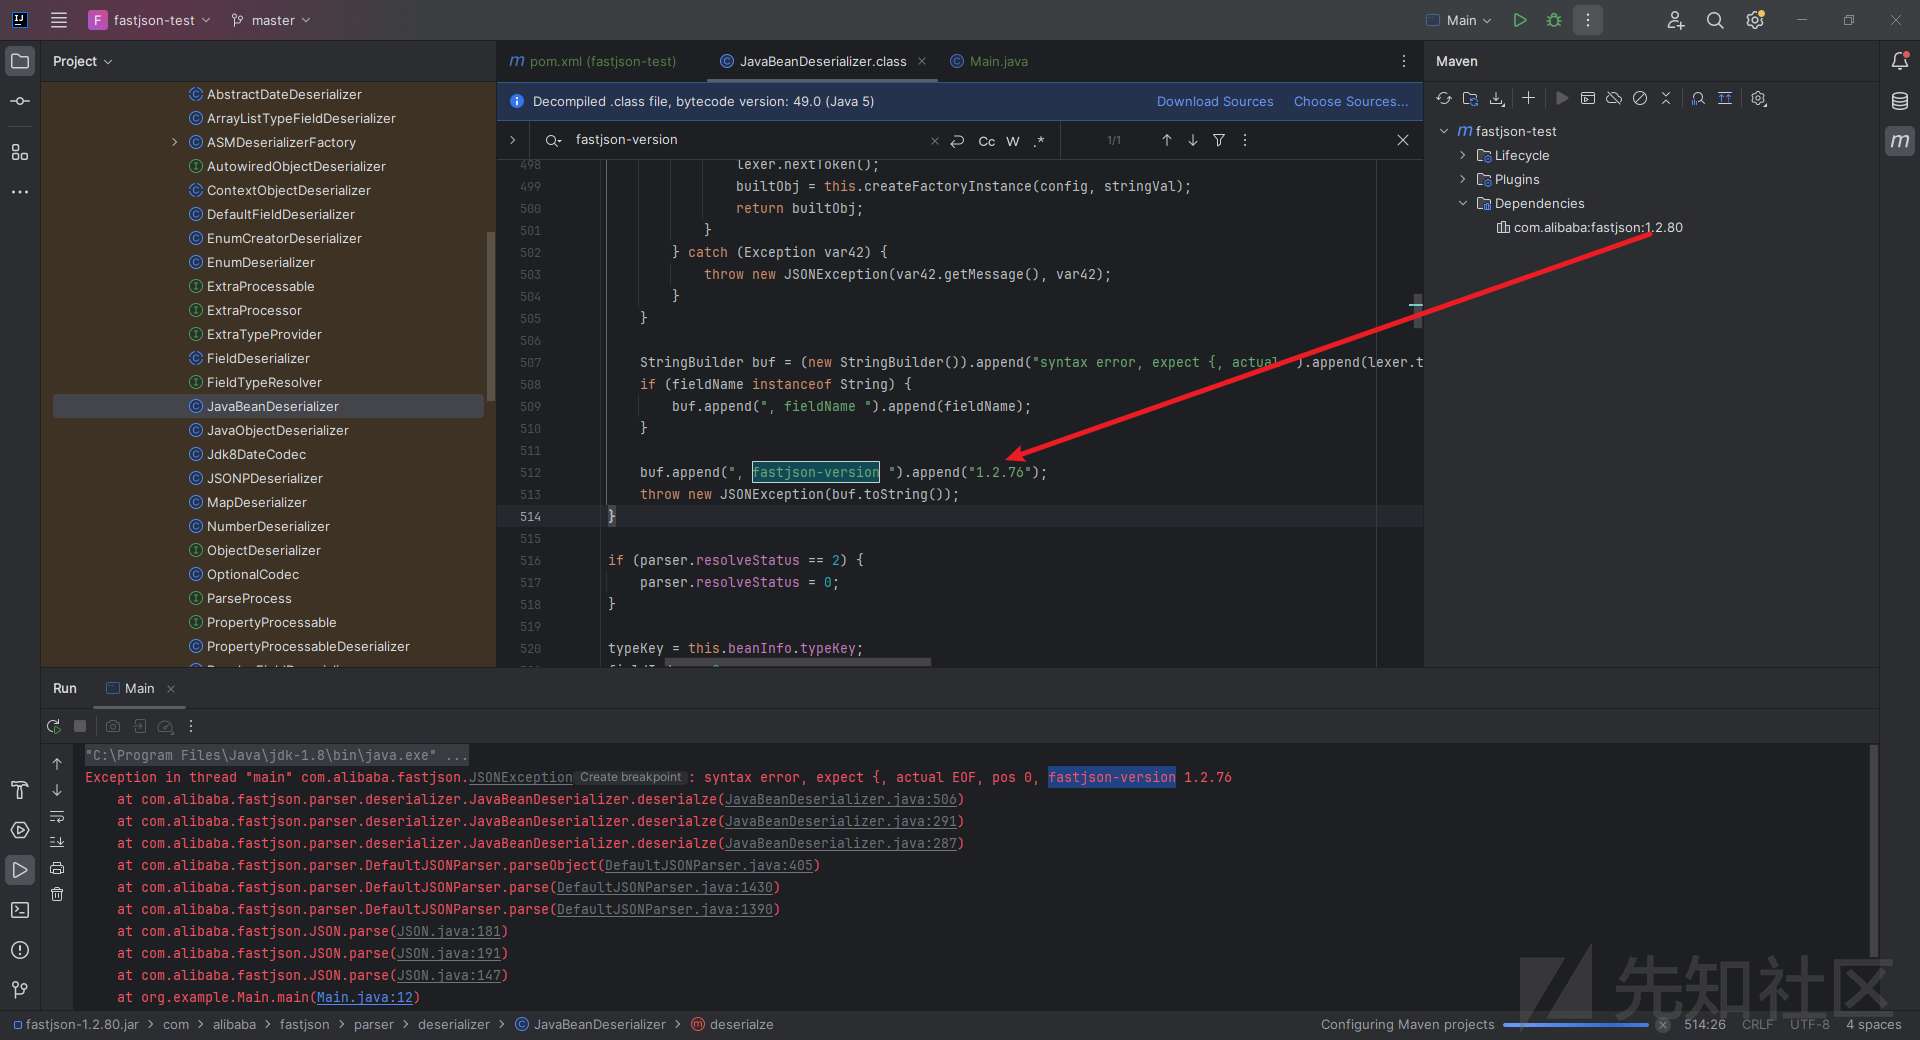 F fastjson-test master Main
Project
AbstractDateDeserializer
ArrayListTypeFieldDeserializer
ASMDeserializerFactory
AutowiredObjectDeserializer
ContextObjectDeserializer
DefaultFieldDeserializer
EnumCreatorDeserializer
EnumDeserializer
ExtraProcessable
ExtraProcessor
ExtraTypeProvider
FieldDeserializer
FieldTypeResolver
JavaBeanDeserializer
JavaObjectDeserializer
Jdk8DateCodec
JSONPDeserializer
MapDeserializer
NumberDeserializer
ObjectDeserializer
OptionalCodec
ParseProcess
PropertyProcessable
PropertyProcessableDeserializer
pom.xml (fastjson-test) JavaBeanDeserializer.class Main.java
Decompiled .class file, bytecode version: 49.0 (Java 5) Download Sources Choose Sources...
fastjson-version Cc W .* 1/1
498 lexer.nextToken();
499 builtObj = this.createFactoryInstance(config, stringVal);
500 return builtObj;
501 }
502 } catch (Exception var42) {
503 throw new JSONException(var42.getMessage(), var42);
504 }
505 }
506
507 StringBuilder buf = (new StringBuilder()).append("syntax error, expect {, actual ").append(lexer.t
508 if (fieldName instanceof String) {
509 buf.append(", fieldName ").append(fieldName);
510 }
511
512 buf.append(", fastjson-version ").append("1.2.76");
513 throw new JSONException(buf.toString());
514 }
515
516 if (parser.resolveStatus == 2) {
517 parser.resolveStatus = 0;
518 }
519
520 typeKey = this.beanInfo.typeKey;
Maven
fastjson-test
Lifecycle
Plugins
Dependencies
com.alibaba:fastjson:1.2.80
Run Main
"C:\Program Files\Java\jdk-1.8\bin\java.exe" ...
Exception in thread "main" com.alibaba.fastjson.JSONException Create breakpoint : syntax error, expect {, actual EOF, pos 0, fastjson-version 1.2.76
at com.alibaba.fastjson.parser.deserializer.JavaBeanDeserializer.deserialze(JavaBeanDeserializer.java:506)
at com.alibaba.fastjson.parser.deserializer.JavaBeanDeserializer.deserialze(JavaBeanDeserializer.java:291)
at com.alibaba.fastjson.parser.deserializer.JavaBeanDeserializer.deserialze(JavaBeanDeserializer.java:287)
at com.alibaba.fastjson.parser.DefaultJSONParser.parseObject(DefaultJSONParser.java:405)
at com.alibaba.fastjson.parser.DefaultJSONParser.parse(DefaultJSONParser.java:1430)
at com.alibaba.fastjson.parser.DefaultJSONParser.parse(DefaultJSONParser.java:1390)
at com.alibaba.fastjson.JSON.parse(JSON.java:181)
at com.alibaba.fastjson.JSON.parse(JSON.java:191)
at com.alibaba.fastjson.JSON.parse(JSON.java:147)
at org.example.Main.main(Main.java:12)
先知社区
fastjson-1.2.80.jar com alibaba fastjson parser deserializer JavaBeanDeserializer deserialze Configuring Maven projects 514:26 CRLF UTF-8 4 spaces